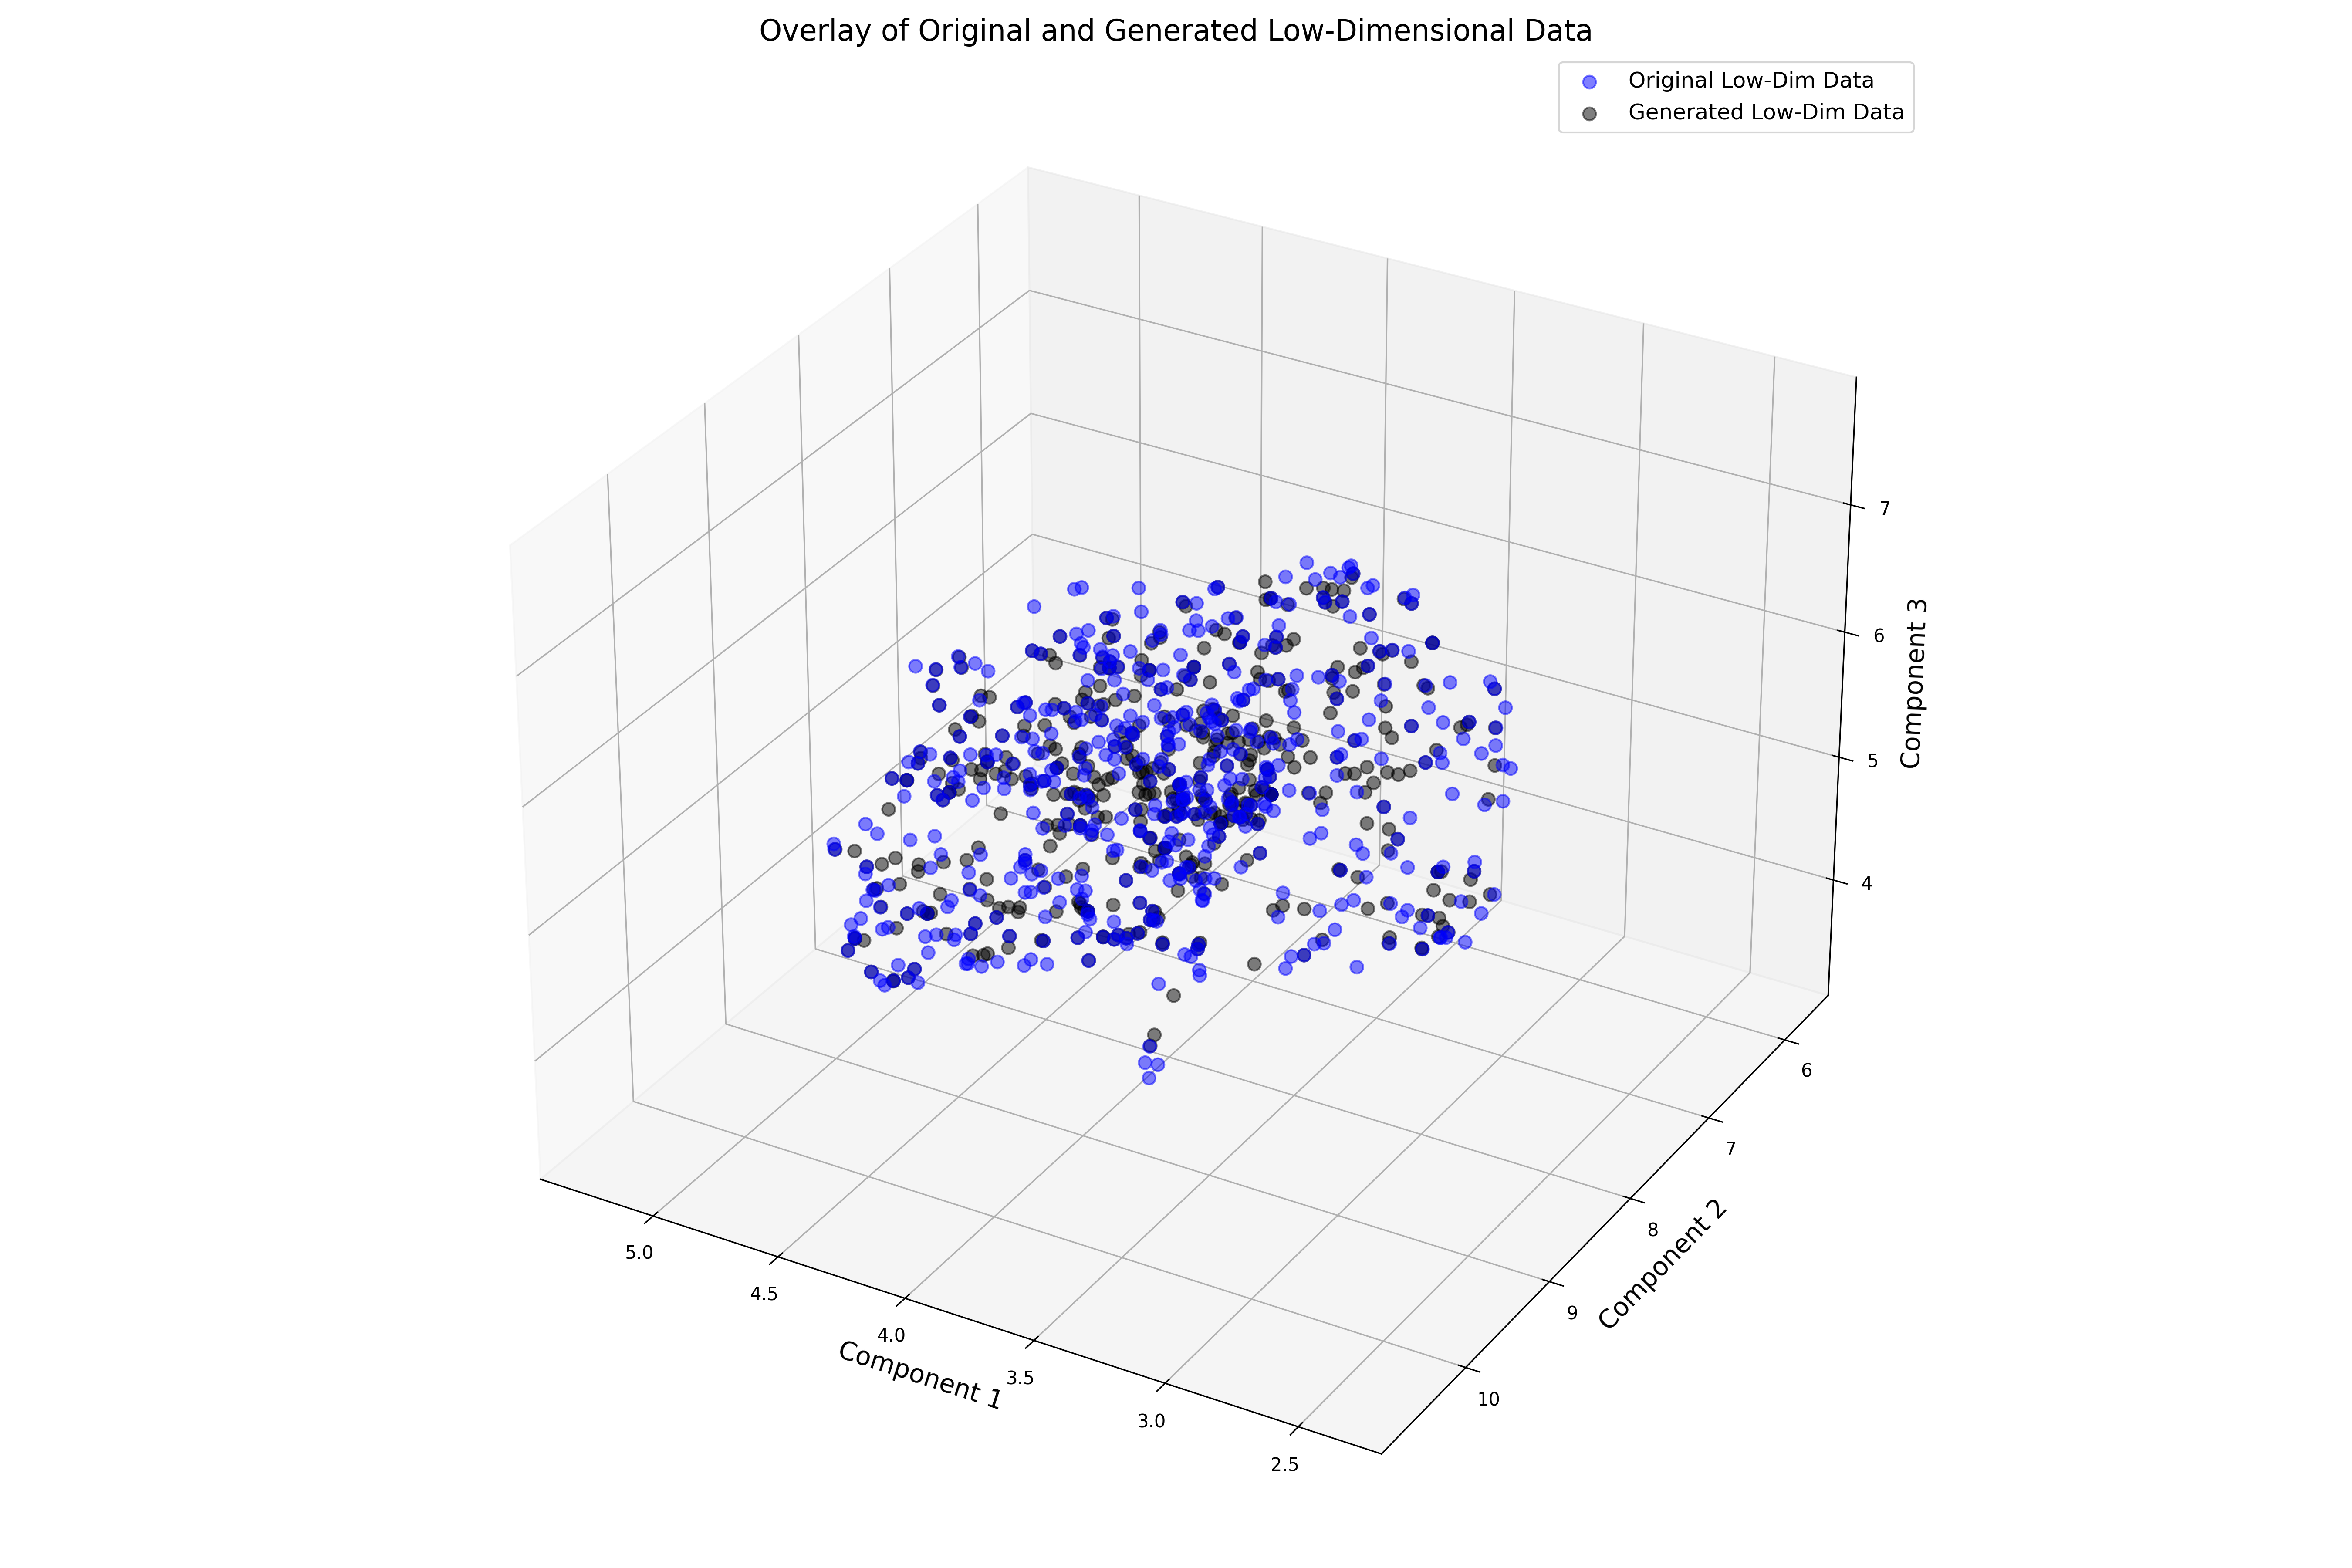 Overlay of Original and Generated Low-Dimensional Data
Original Low-Dim Data
Generated Low-Dim Data
7
6
5
4
Component 3
6
7
8
9
10
Component 2
5.0
4.5
4.0
3.5
3.0
2.5
Component 1